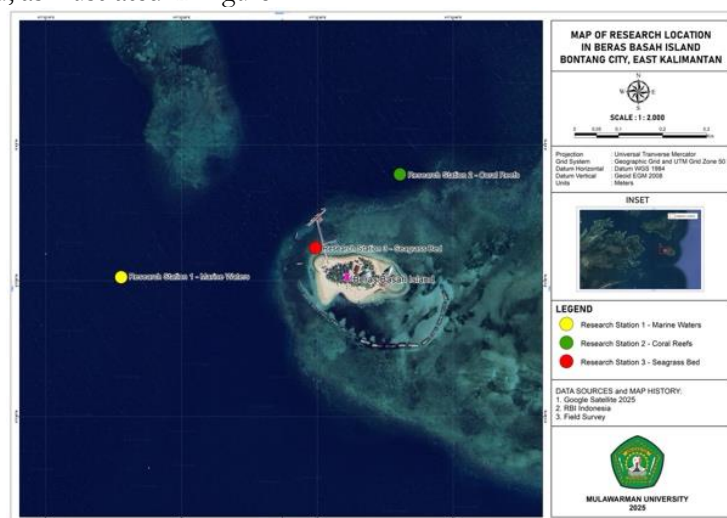 MAP OF RESEARCH LOCATION
IN BERAS BASAH ISLAND
BONTANG CITY, EAST KALIMANTAN
N
W
E
S
SCALE : 1 : 2.000
Projection : Universal Tranverse Mercator
Grid System : Geographic Grid and UTM Grid Zone 50
Datum Horizontal : Datum WGS 1984
Datum Vertical : Geoid EGM 2008
Units : Meters
INSET
LEGEND
Research Station 1 - Marine Waters
Research Station 2 - Coral Reefs
Research Station 3 - Seagrass Bed
DATA SOURCES and MAP HISTORY:
1. Google Satellite 2025
2. RBI Indonesia
3. Field Survey
MULAWARMAN UNIVERSITY
2025
Research Station 2 - Coral Reefs
Research Station 3 - Seagrass Bed
Research Station 1 - Marine Waters
Beras Basah Island